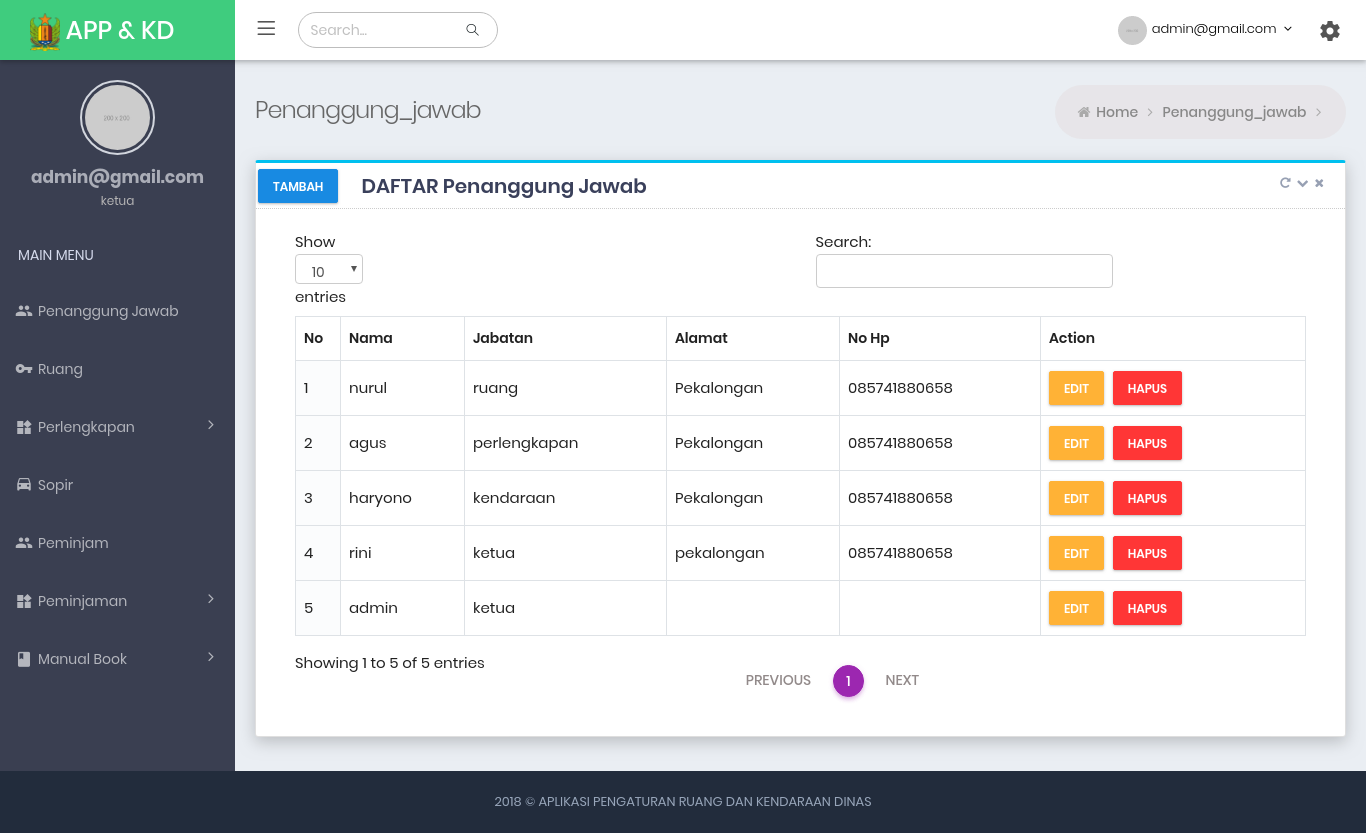 APP & KD
Search...
admin@gmail.com
admin@gmail.com
ketua
MAIN MENU
Penanggung Jawab
Ruang
Perlengkapan
Sopir
Peminjam
Peminjaman
Manual Book
Penanggung_jawab
Home > Penanggung_jawab >
TAMBAH DAFTAR Penanggung Jawab
Show
10
entries
Search:
No Nama Jabatan Alamat No Hp Action
1 nurul ruang Pekalongan 085741880658 EDIT HAPUS
2 agus perlengkapan Pekalongan 085741880658 EDIT HAPUS
3 haryono kendaraan Pekalongan 085741880658 EDIT HAPUS
4 rini ketua pekalongan 085741880658 EDIT HAPUS
5 admin ketua EDIT HAPUS
Showing 1 to 5 of 5 entries
PREVIOUS 1 NEXT
2018 © APLIKASI PENGATURAN RUANG DAN KENDARAAN DINAS